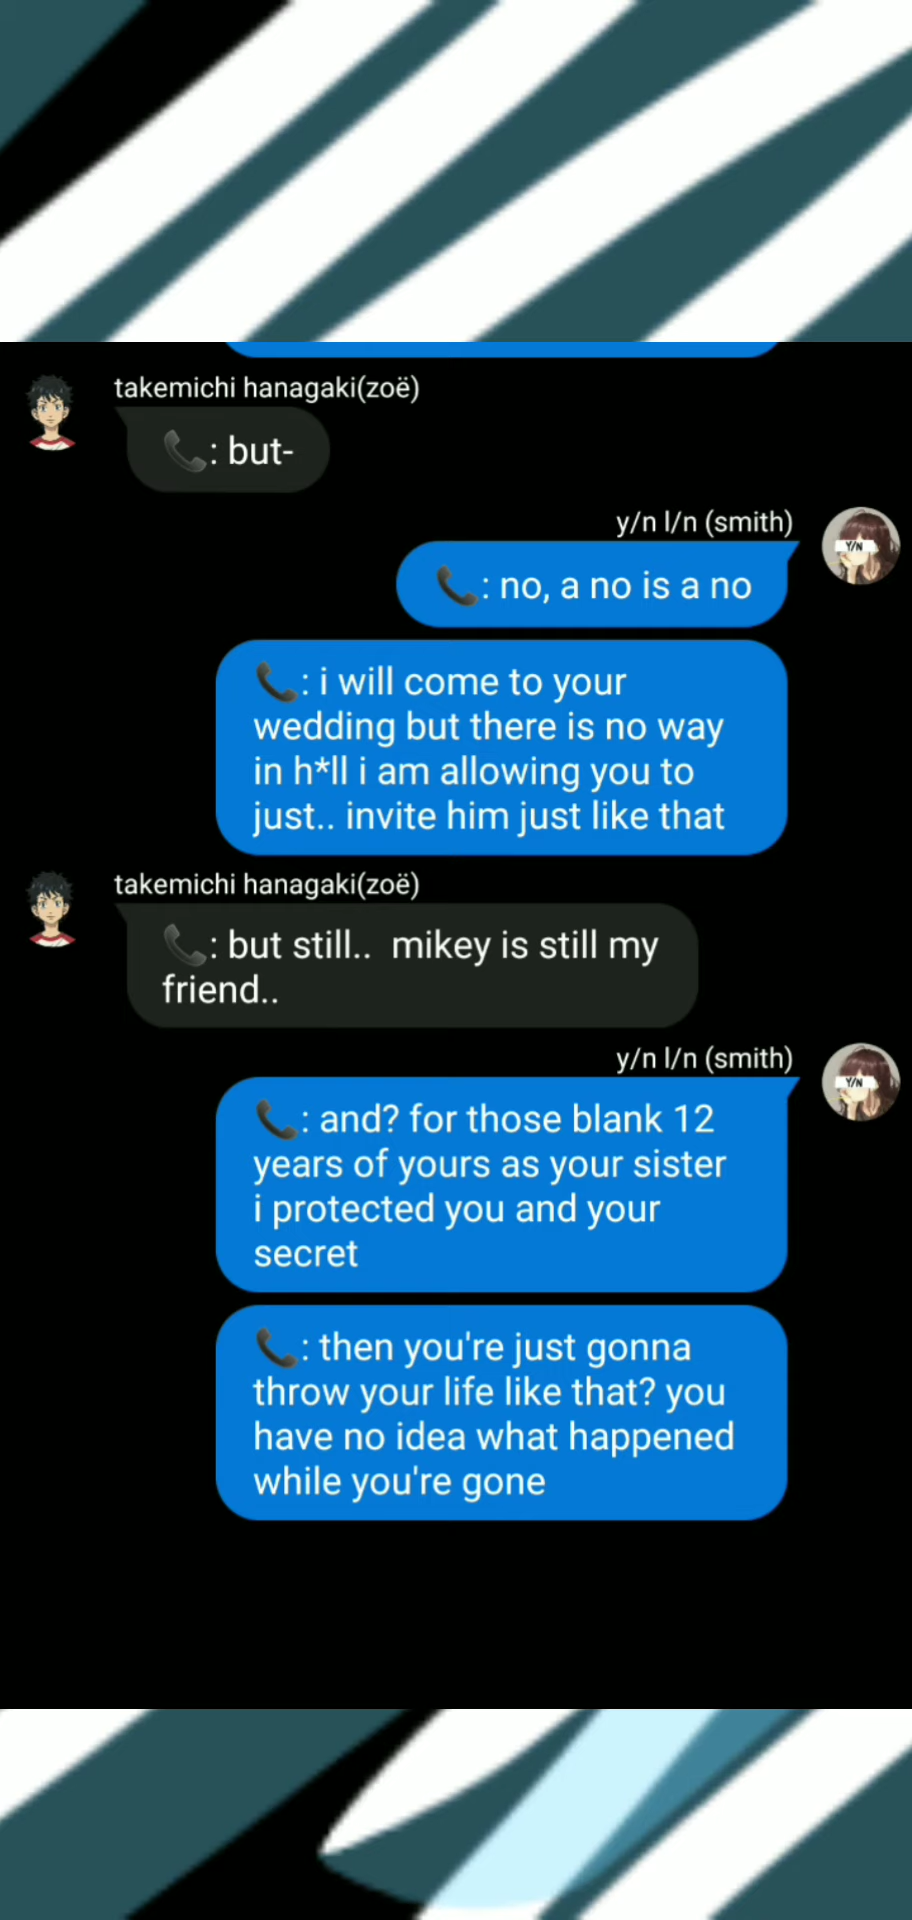 takemichi hanagaki(zoë)
📞: but-
y/n l/n (smith)
Y/N
📞: no, a no is a no
📞: i will come to your
wedding but there is no way
in h*ll i am allowing you to
just.. invite him just like that
takemichi hanagaki(zoë)
📞: but still..  mikey is still my
friend..
y/n l/n (smith)
Y/N
📞: and? for those blank 12
years of yours as your sister
i protected you and your
secret
📞: then you're just gonna
throw your life like that? you
have no idea what happened
while you're gone